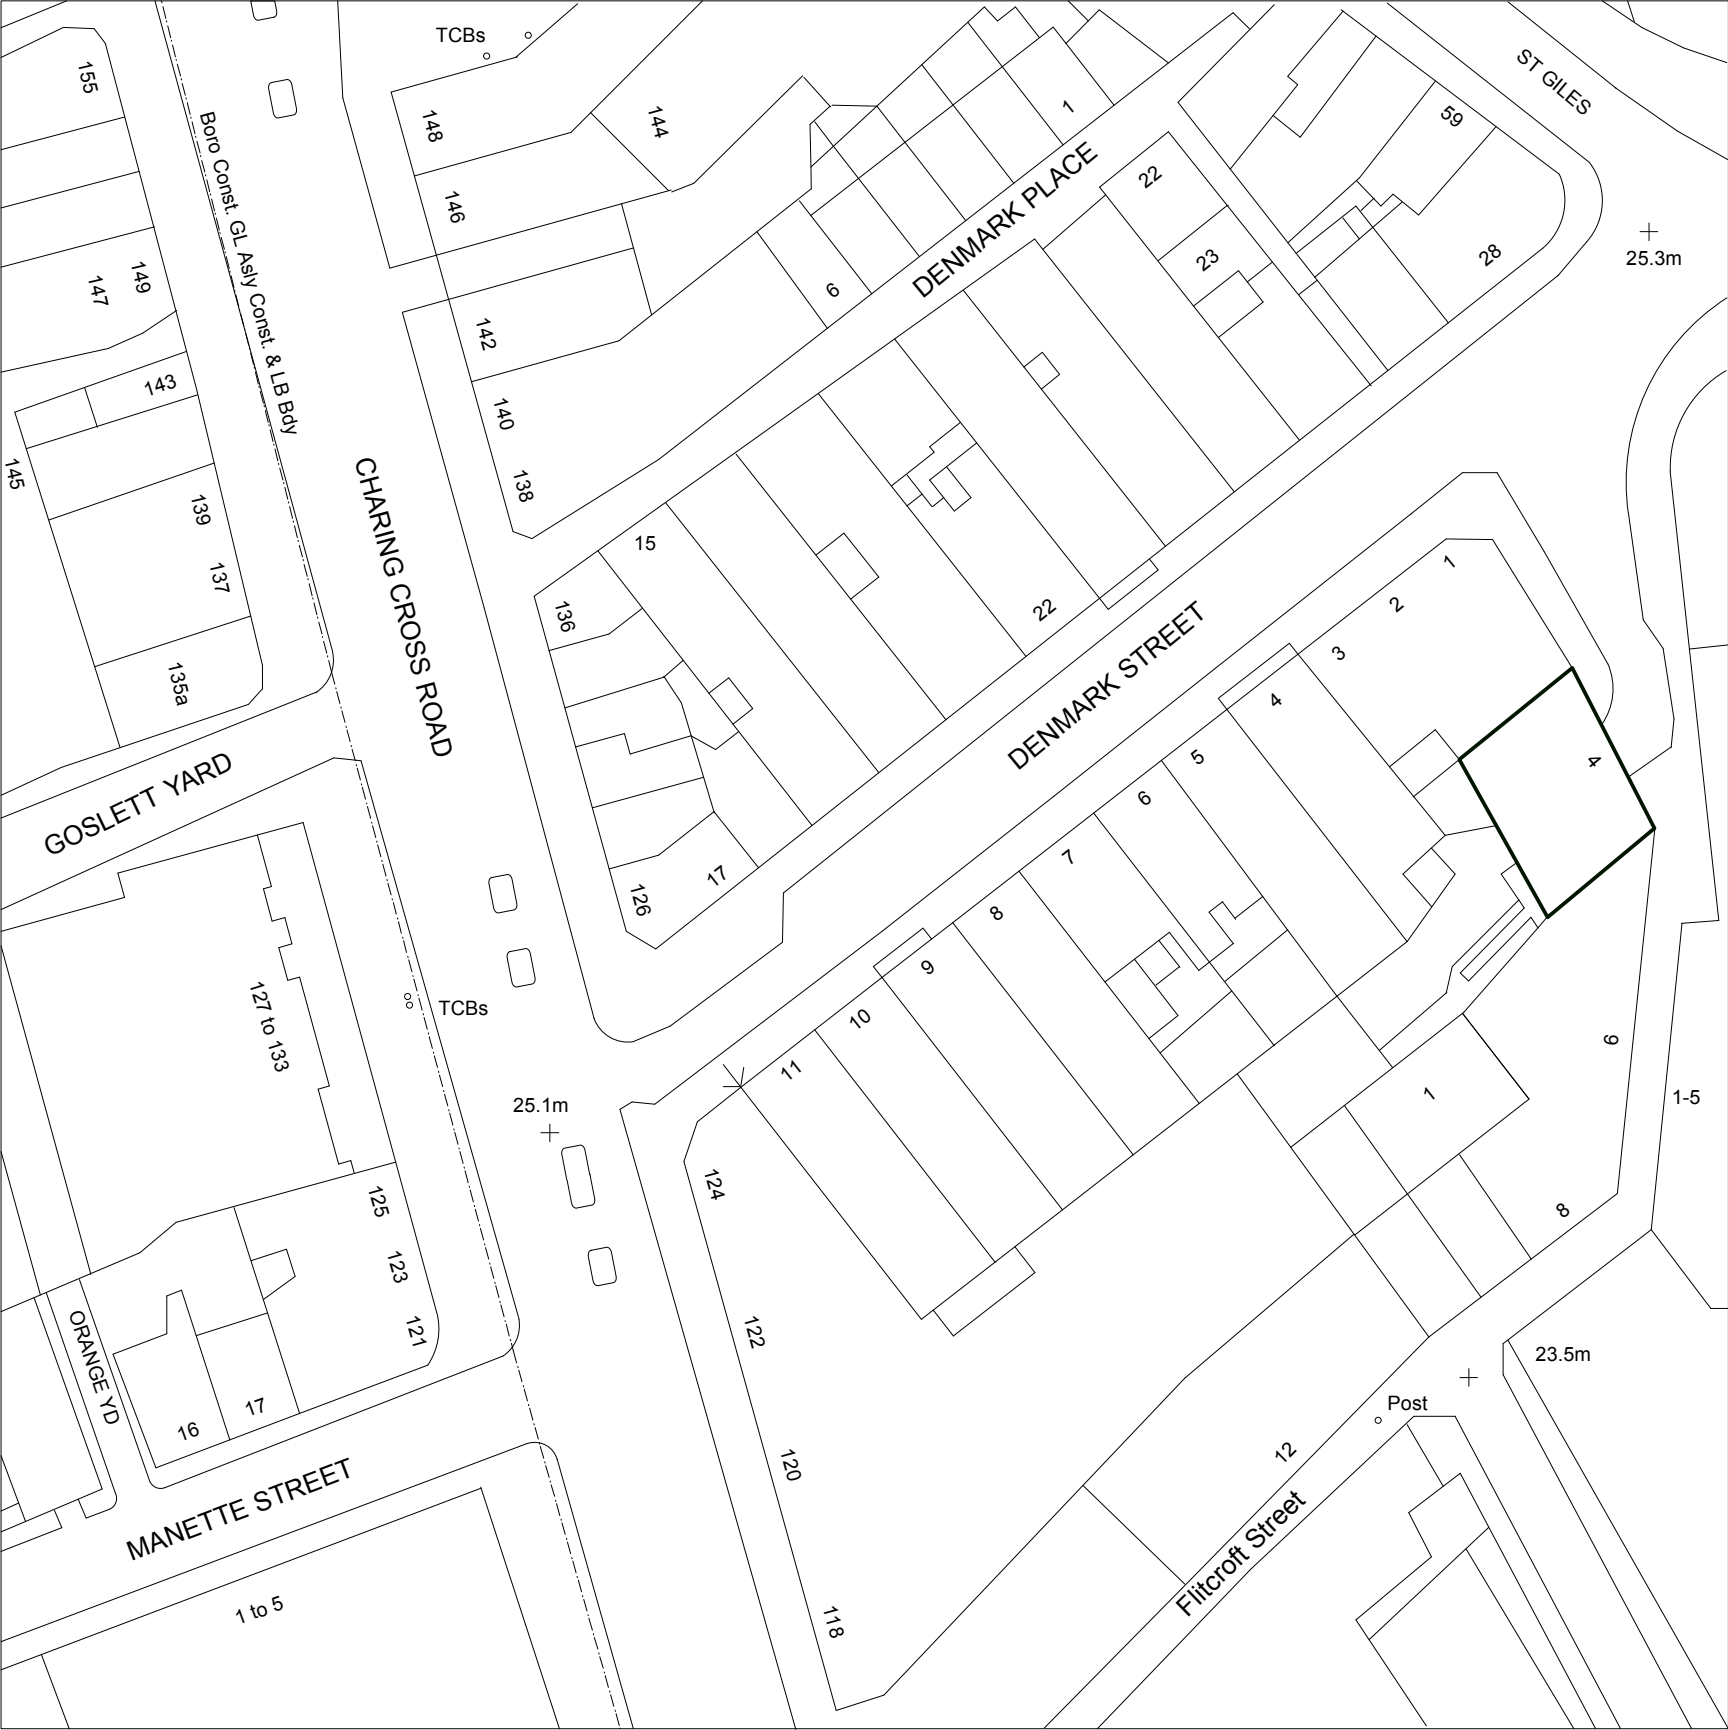 TCBs
ST GILES
155
148
144
1
59
Boro Const. GL Asly Const. & LB Bdy
146
DENMARK PLACE
22
23
28
25.3m
149
147
6
142
143
140
145
138
139
CHARING CROSS ROAD
15
137
136
22
1
2
3
135a
DENMARK STREET
4
5
4
GOSLETT YARD
6
7
17
126
8
9
127 to 133
TCBs
10
11
6
25.1m
1
1-5
124
125
8
123
ORANGE YD
121
122
23.5m
Post
16
17
120
12
MANETTE STREET
Flitcroft Street
1 to 5
118